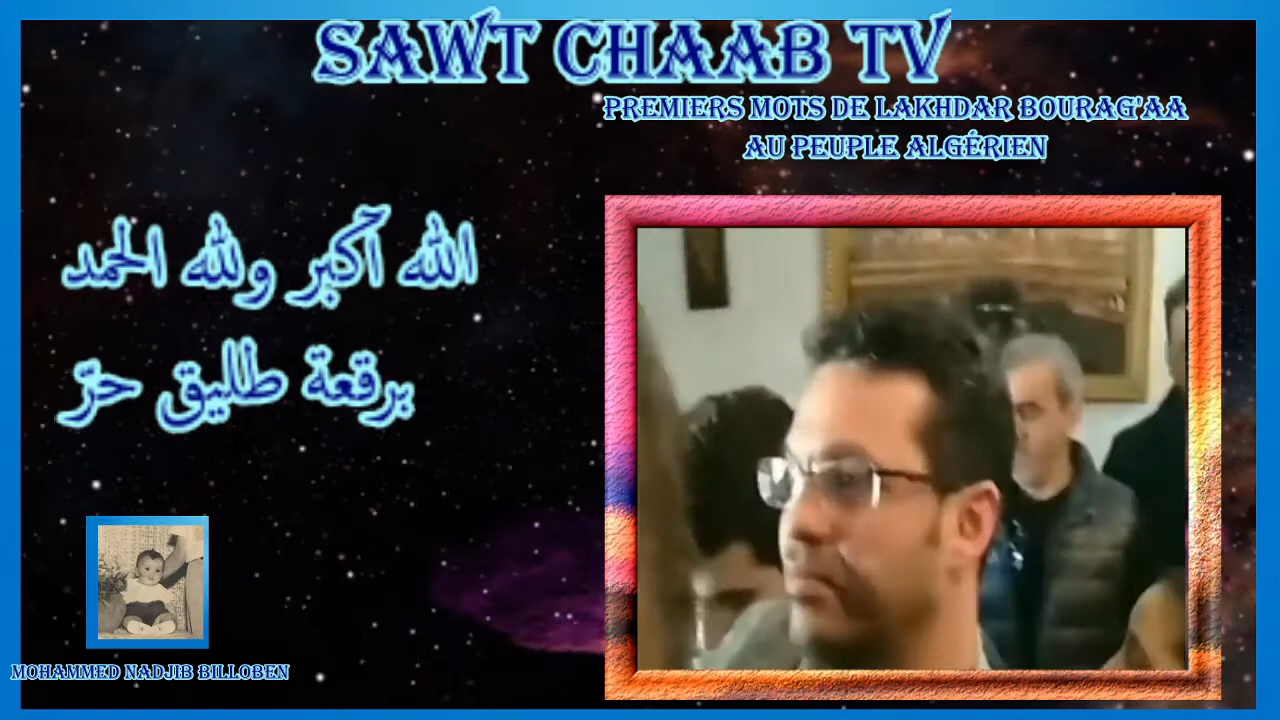 SAWT CHAAB TV
PREMIERS MOTS DE LAKHDAR BOURAG'AA
AU PEUPLE ALGÉRIEN
الله أكبر ولله الحمد
برقعة طليق حرّ
MOHAMMED NADJIB BILLOBEN